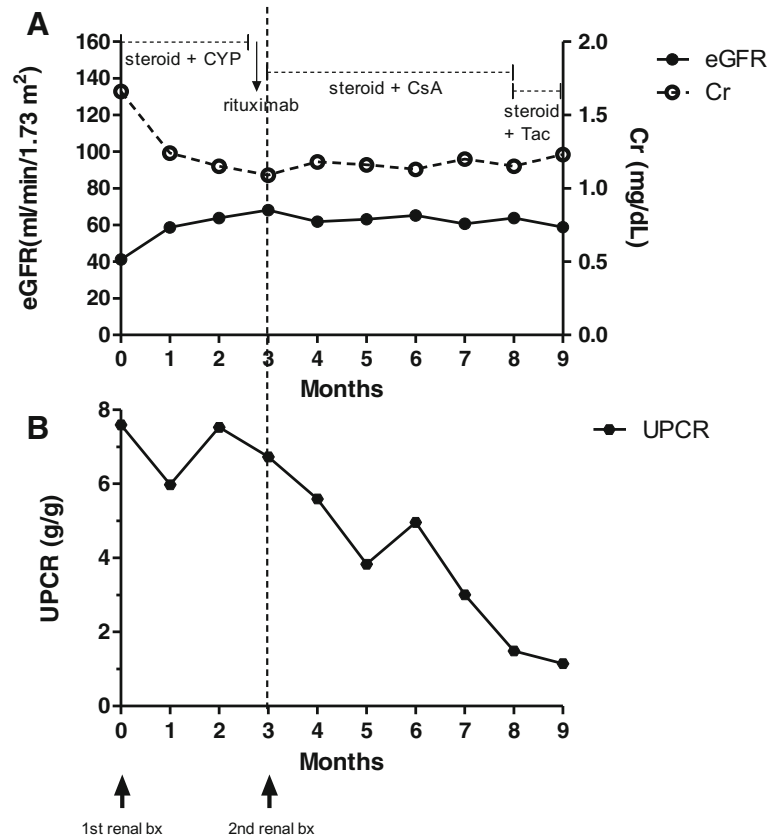 A
160
140
120
100
80
60
40
20
0
eGFR(ml/min/1.73 m²)
steroid + CYP
rituximab
steroid + CsA
steroid
+ Tac
2.0
1.5
1.0
0.5
0.0
Cr (mg/dL)
eGFR
Cr
0 1 2 3 4 5 6 7 8 9
Months
B
8
6
4
2
0
UPCR (g/g)
UPCR
0 1 2 3 4 5 6 7 8 9
Months
1st renal bx
2nd renal bx